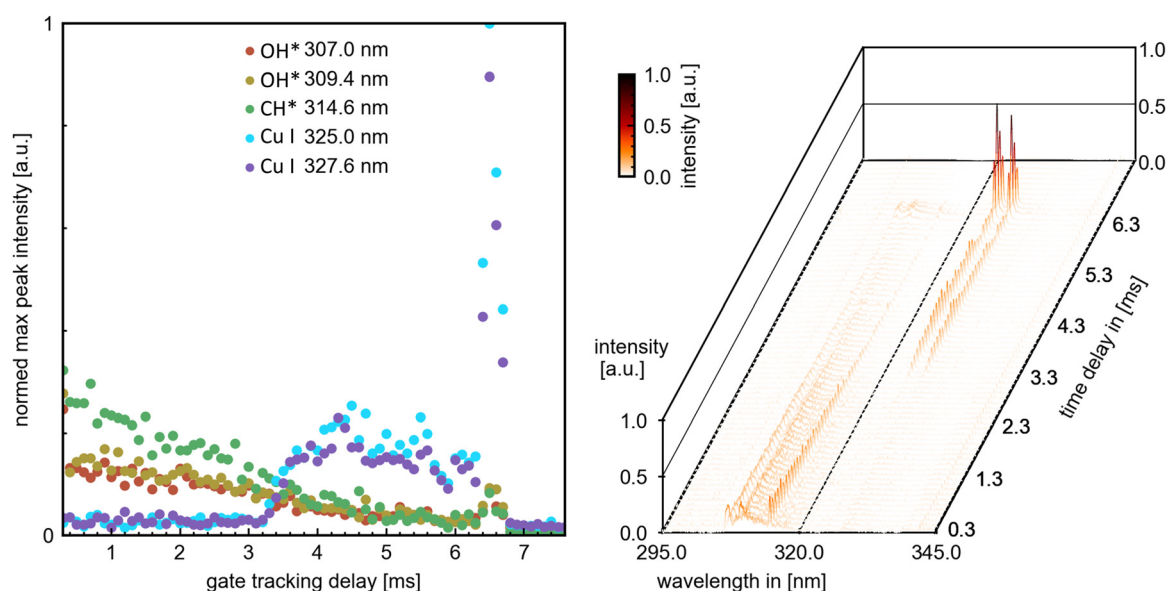 1
0
normed max peak intensity [a.u.]
OH* 307.0 nm
OH* 309.4 nm
CH* 314.6 nm
Cu I 325.0 nm
Cu I 327.6 nm
1 2 3 4 5 6 7
gate tracking delay [ms]
1.0
0.5
0.0
intensity [a.u.]
1.0
0.5
0.0
6.3
5.3
4.3
3.3
2.3
1.3
0.3
time delay in [ms]
intensity
[a.u.]
1.0
0.5
0.0
295.0 320.0 345.0
wavelength in [nm]